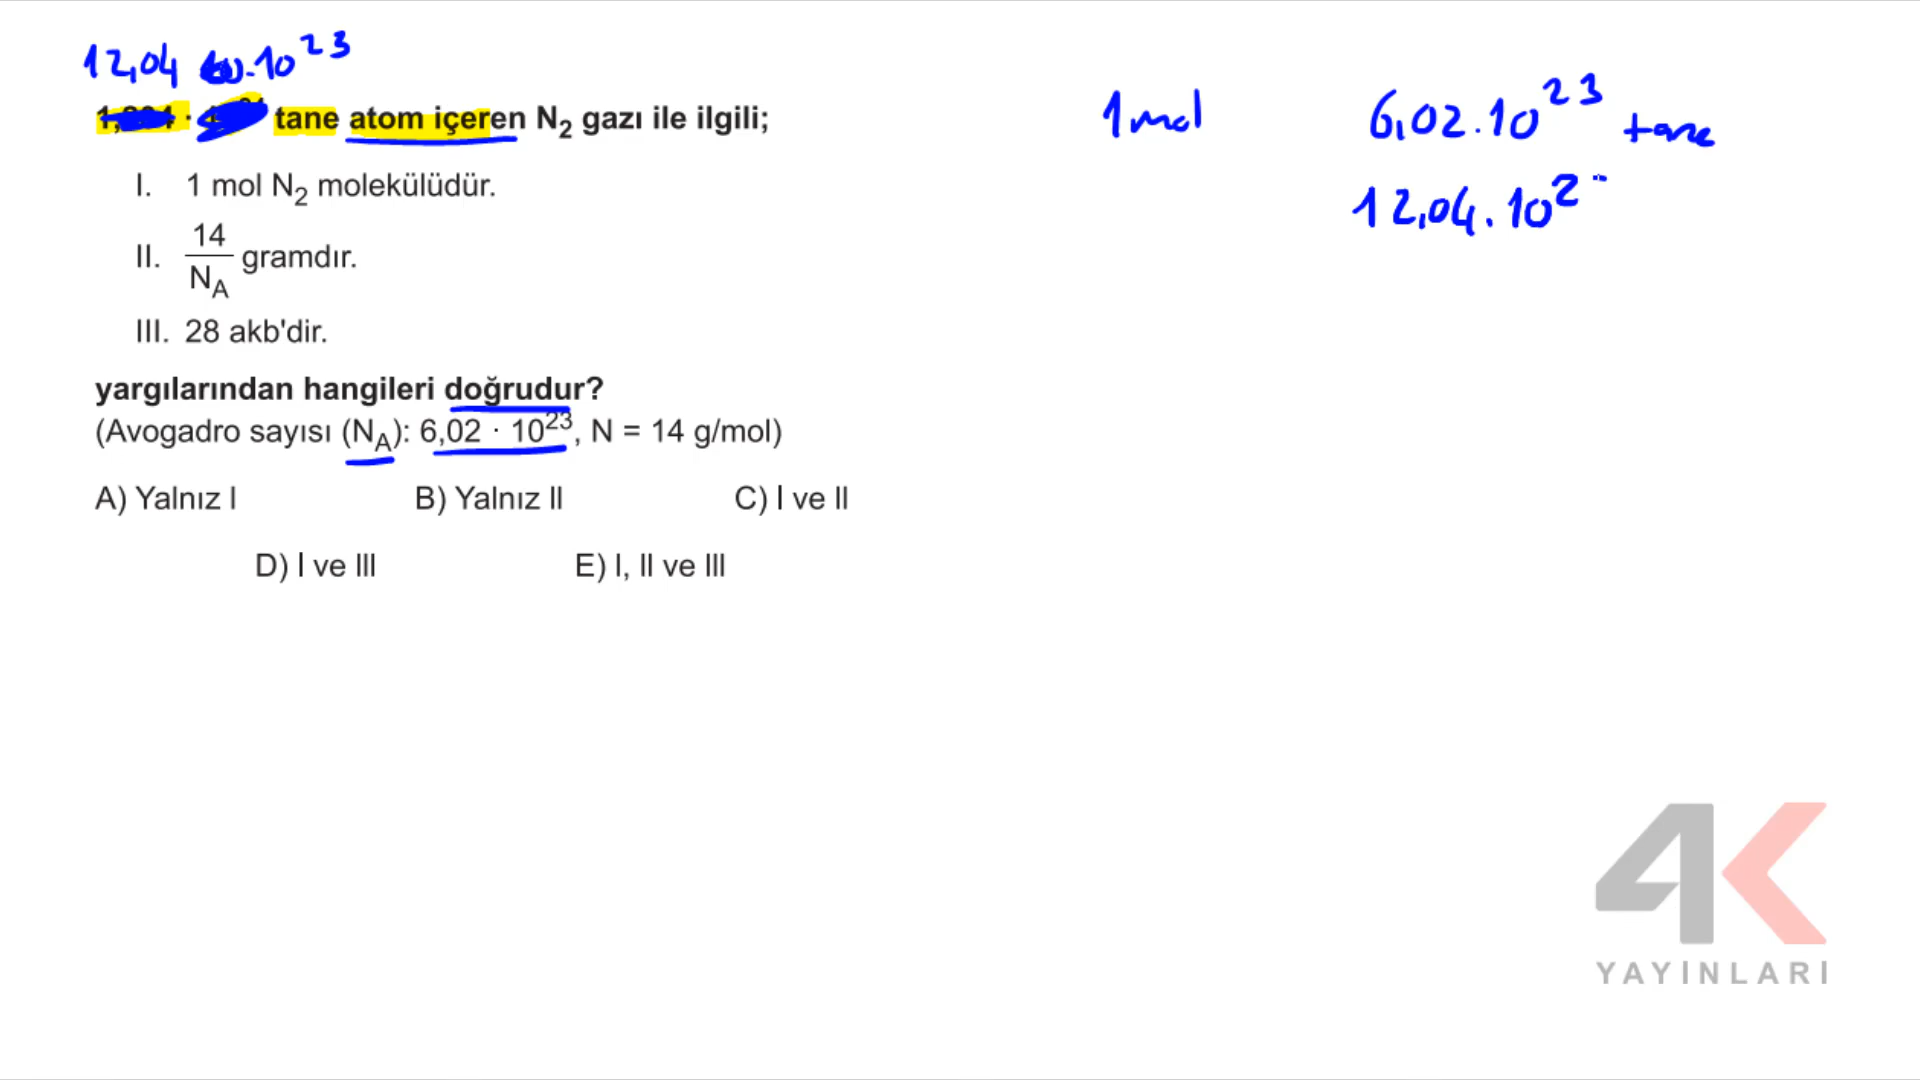 12,04 .10²³
tane atom içeren N₂ gazı ile ilgili;
I. 1 mol N₂ molekülüdür.
II. 14/N_A gramdır.
III. 28 akb'dir.
yargılarından hangileri doğrudur?
(Avogadro sayısı (N_A): 6,02 · 10²³, N = 14 g/mol)
A) Yalnız I B) Yalnız II C) I ve II
D) I ve III E) I, II ve III
1 mol 6,02.10²³ tane
12,04.10²
4K
YAYINLARI